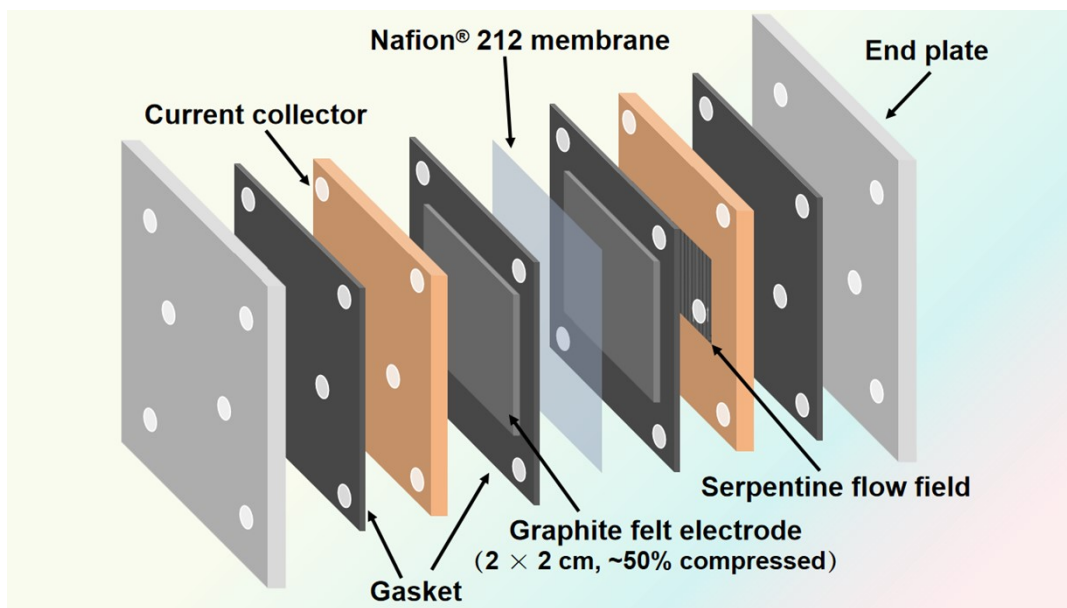 Nafion® 212 membrane
End plate
Current collector
Serpentine flow field
Graphite felt electrode
(2 × 2 cm, ~50% compressed)
Gasket